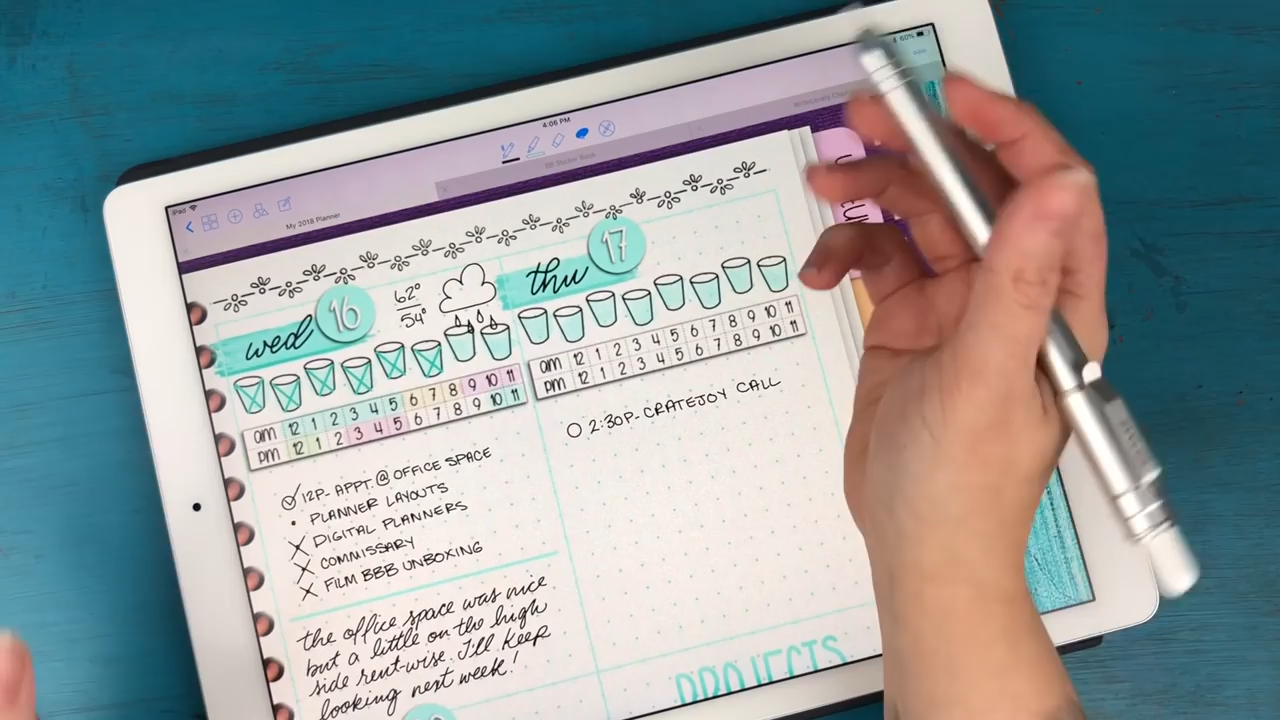 iPad
4:06 PM
60%
My 2018 Planner
BB Sticker Book
wed 16
62°
54°
thu 17
am 12 1 2 3 4 5 6 7 8 9 10 11
pm 12 1 2 3 4 5 6 7 8 9 10 11
am 12 1 2 3 4 5 6 7 8 9 10 11
pm 12 1 2 3 4 5 6 7 8 9 10 11
12P- APPT. @ OFFICE SPACE
PLANNER LAYOUTS
DIGITAL PLANNERS
COMMISSARY
FILM BBB UNBOXING
the office space was nice
but a little on the high
side rent-wise. I'll keep
looking next week!
2:30P- CRATEJOY CALL
PROJECTS